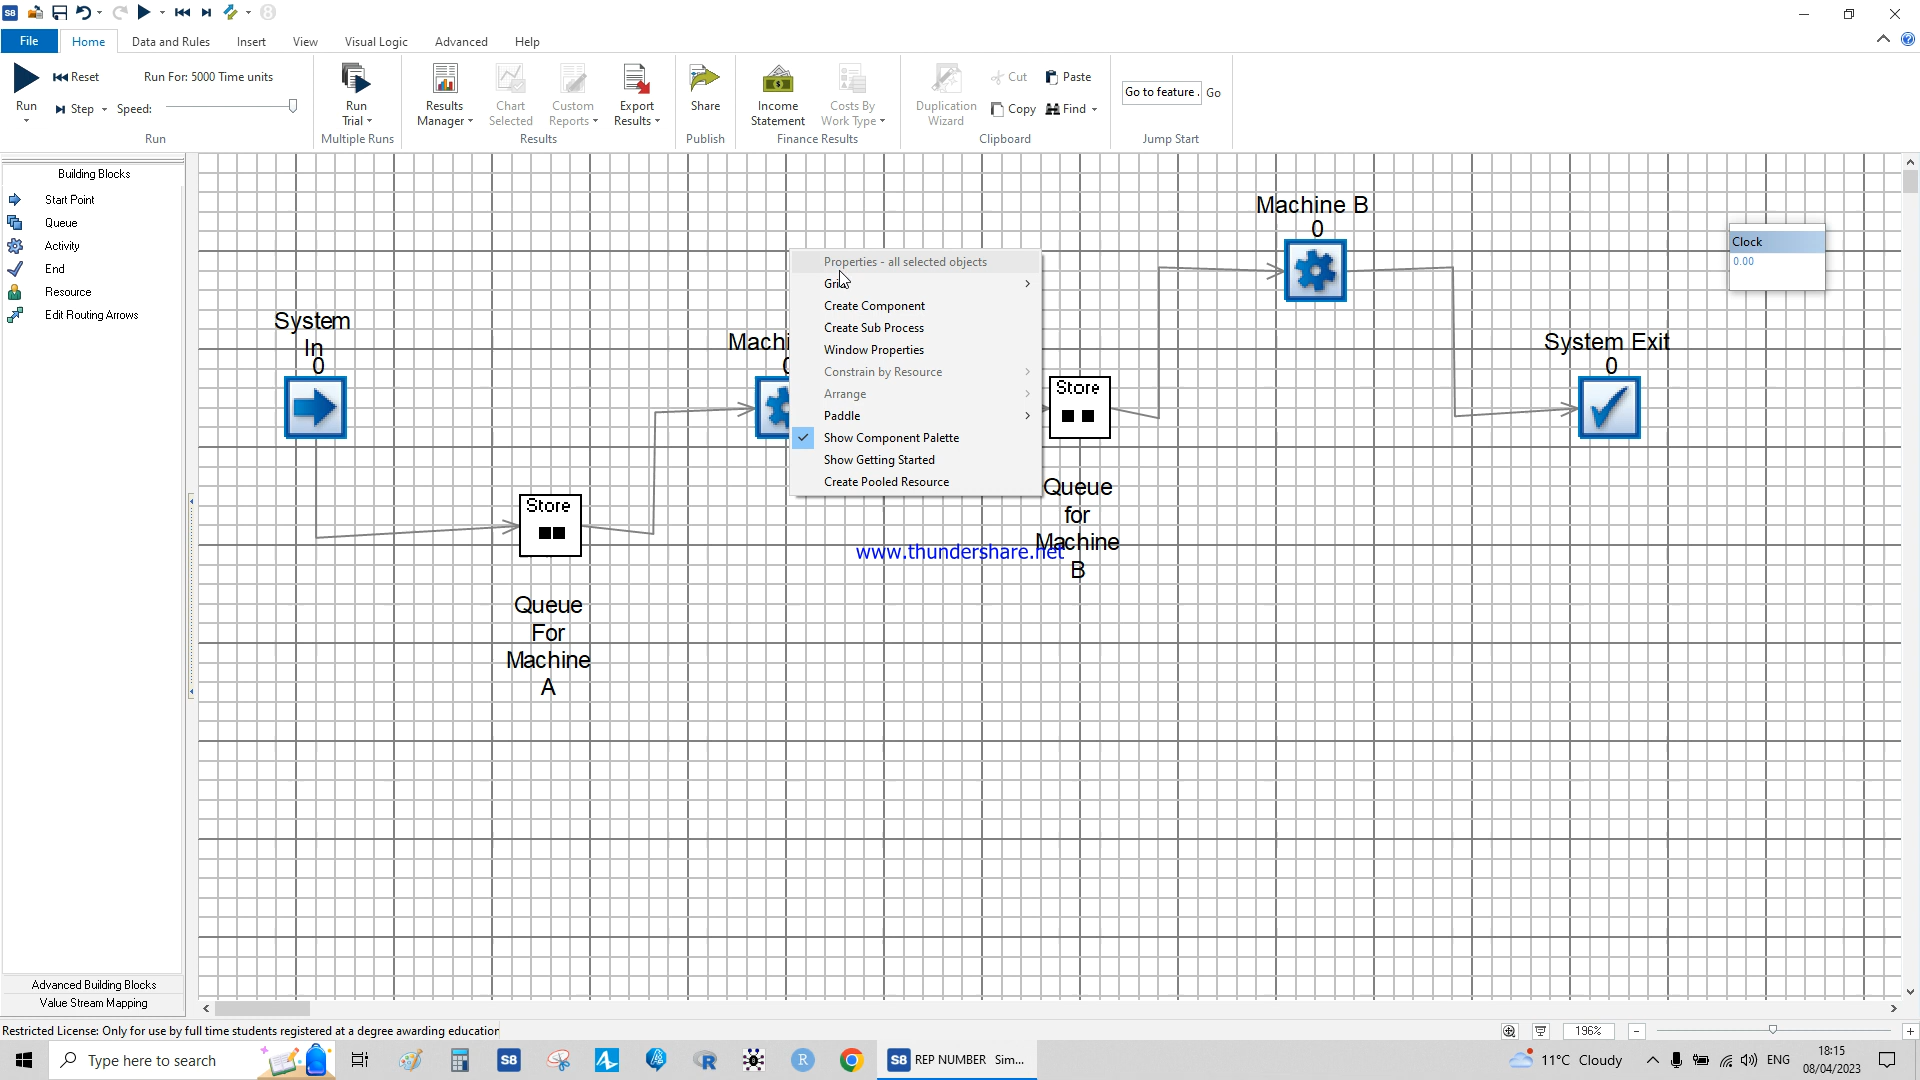 File
Home
Data and Rules
Insert
View
Visual Logic
Advanced
Help
Run
Reset
Step
Run For: 5000 Time units
Speed:
Run
Run Trial
Multiple Runs
Results Manager
Chart Selected
Custom Reports
Export Results
Results
Share
Publish
Income Statement
Costs By Work Type
Finance Results
Duplication Wizard
Cut
Copy
Paste
Find
Clipboard
Go to feature .
Go
Jump Start
Building Blocks
Start Point
Queue
Activity
End
Resource
Edit Routing Arrows
Advanced Building Blocks
Value Stream Mapping
System
In
0
Store
Queue
For
Machine
A
Machi
Properties - all selected objects
Create Component
Create Sub Process
Window Properties
Constrain by Resource
Arrange
Paddle
Show Component Palette
Show Getting Started
Create Pooled Resource
Store
Queue
for
Machine
B
www.thundershare.net
Machine B
0
System Exit
0
Clock
0.00
Restricted License: Only for use by full time students registered at a degree awarding education
196%
Type here to search
S8
S8 REP NUMBER Sim...
11°C Cloudy
ENG
18:15
08/04/2023